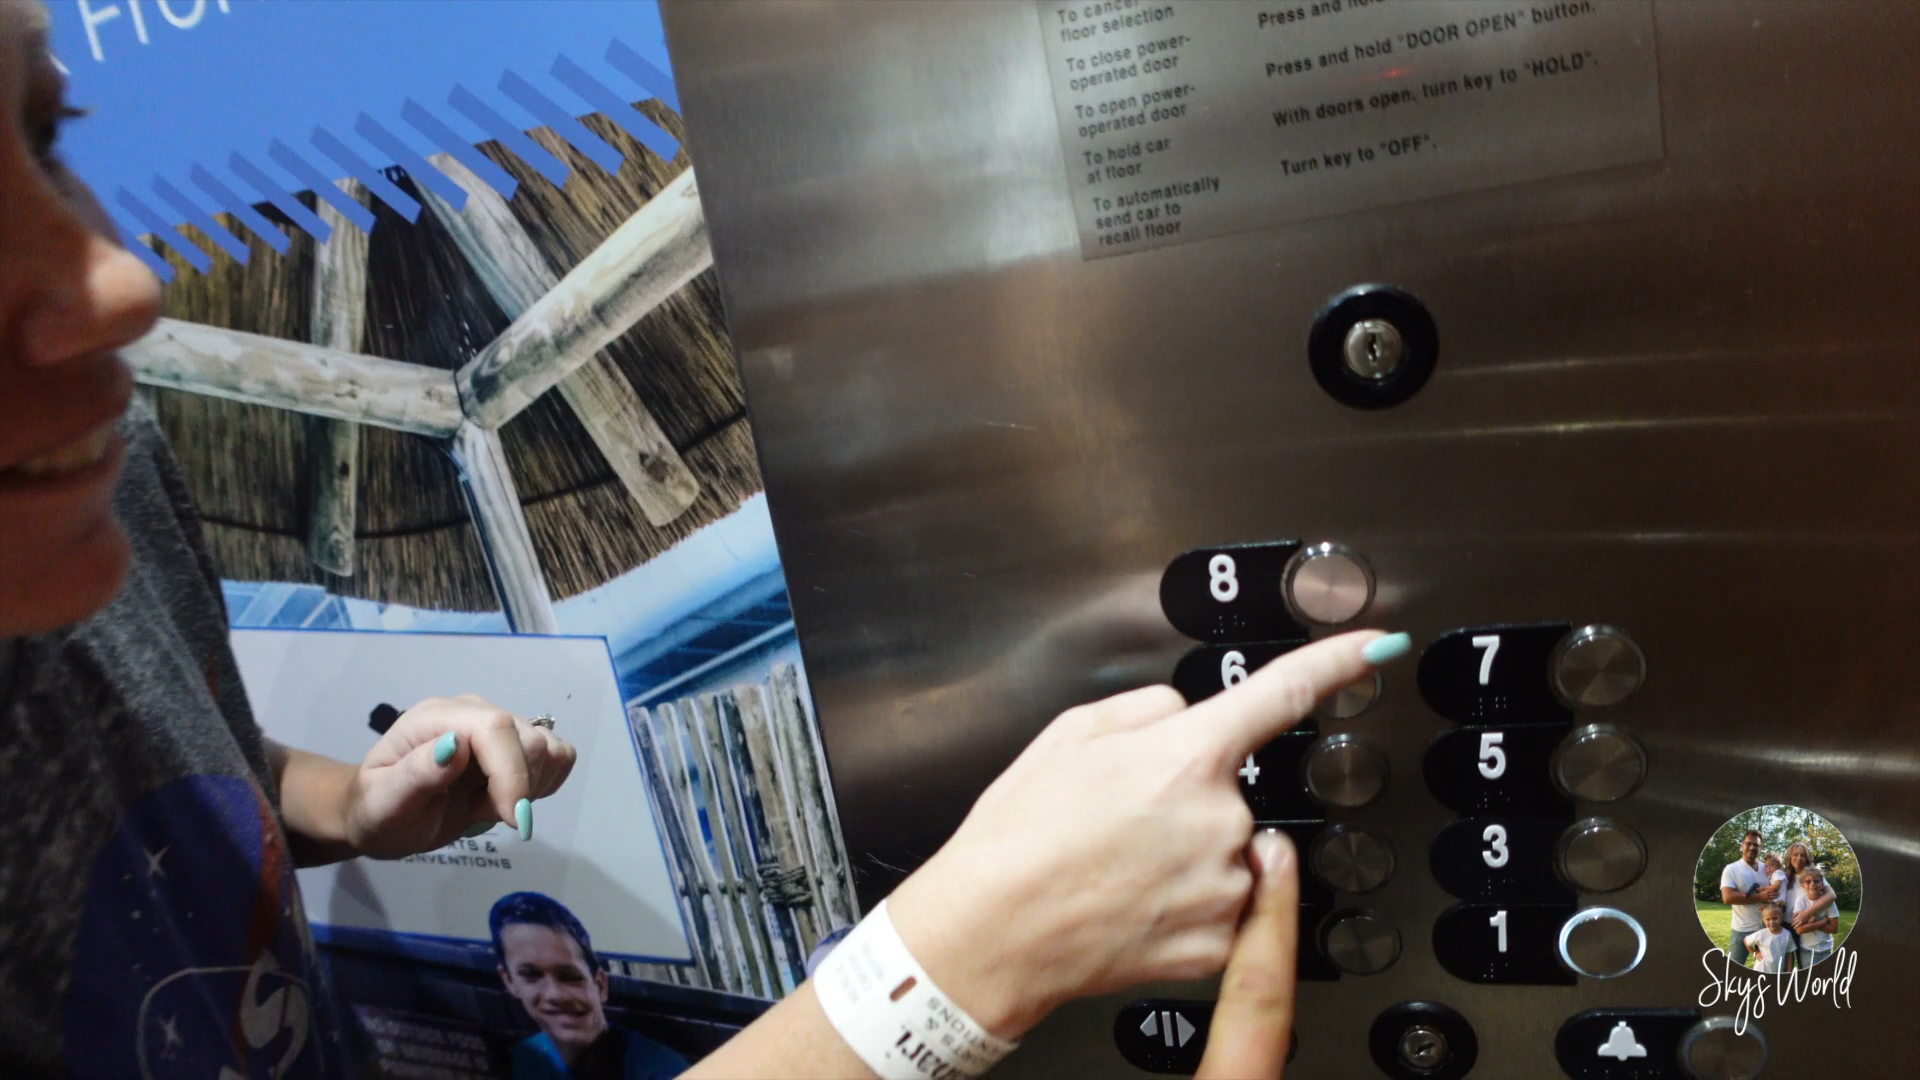 To cancel
floor selection
Press and hold
To close power-
operated door
Press and hold "DOOR OPEN" button.
To open power-
operated door
With doors open, turn key to "HOLD".
To hold car
at floor
Turn key to "OFF".
To automatically
send car to
recall floor
8
6
7
4
5
3
1
&
CONVENTIONS
&
Skys World